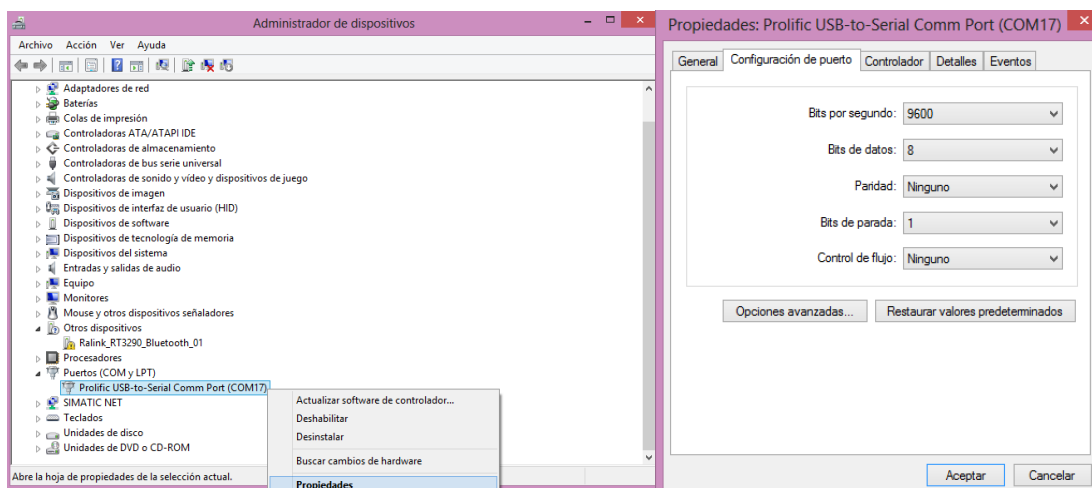 Administrador de dispositivos
Archivo Acción Ver Ayuda
Adaptadores de red
Baterías
Colas de impresión
Controladoras ATA/ATAPI IDE
Controladoras de almacenamiento
Controladoras de bus serie universal
Controladoras de sonido y vídeo y dispositivos de juego
Dispositivos de imagen
Dispositivos de interfaz de usuario (HID)
Dispositivos de software
Dispositivos de tecnología de memoria
Dispositivos del sistema
Entradas y salidas de audio
Equipo
Monitores
Mouse y otros dispositivos señaladores
Otros dispositivos
Ralink_RT3290_Bluetooth_01
Procesadores
Puertos (COM y LPT)
Prolific USB-to-Serial Comm Port (COM17)
SIMATIC NET
Teclados
Unidades de disco
Unidades de DVD o CD-ROM
Actualizar software de controlador...
Deshabilitar
Desinstalar
Buscar cambios de hardware
Propiedades
Abre la hoja de propiedades de la selección actual.
Propiedades: Prolific USB-to-Serial Comm Port (COM17)
General Configuración de puerto Controlador Detalles Eventos
Bits por segundo: 9600
Bits de datos: 8
Paridad: Ninguno
Bits de parada: 1
Control de flujo: Ninguno
Opciones avanzadas... Restaurar valores predeterminados
Aceptar Cancelar